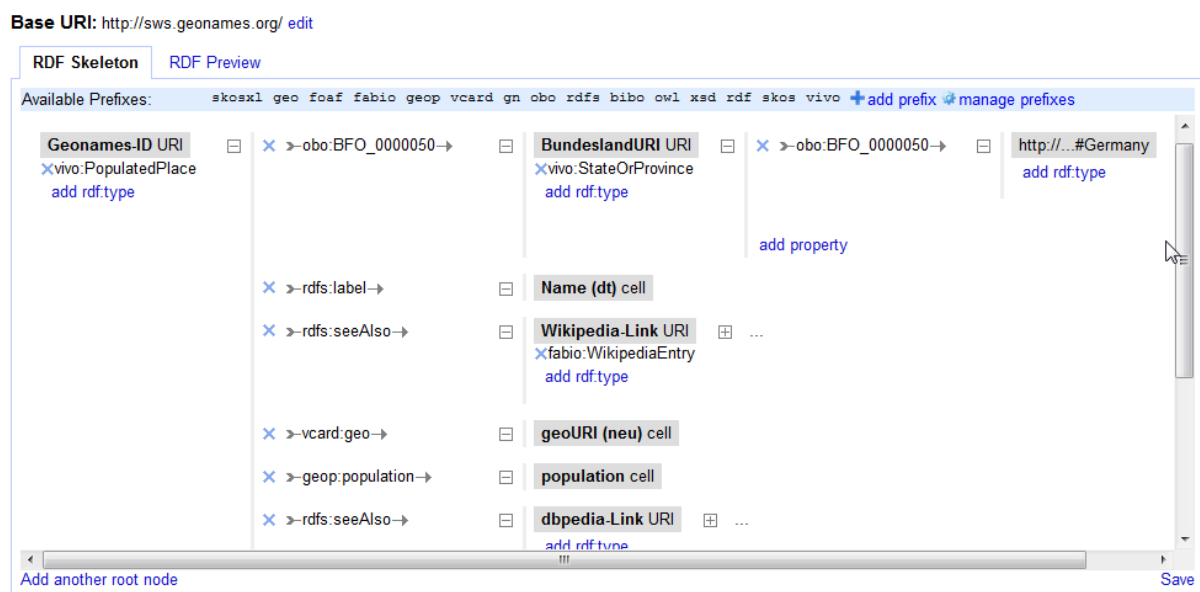 Base URI: http://sws.geonames.org/ edit
RDF Skeleton RDF Preview
Available Prefixes: skosxl geo foaf fabio geop vcard gn obo rdfs bibo owl xsd rdf skos vivo add prefix manage prefixes
Geonames-ID URI obo:BFO_0000050 BundeslandURI URI obo:BFO_0000050 http://...#Germany
vivo:PopulatedPlace vivo:StateOrProvince add rdf:type
add rdf:type add rdf:type
add property
rdfs:label Name (dt) cell
rdfs:seeAlso Wikipedia-Link URI ...
fabio:WikipediaEntry
add rdf:type
vcard:geo geoURI (neu) cell
geop:population population cell
rdfs:seeAlso dbpedia-Link URI ...
add rdf:type
Add another root node Save